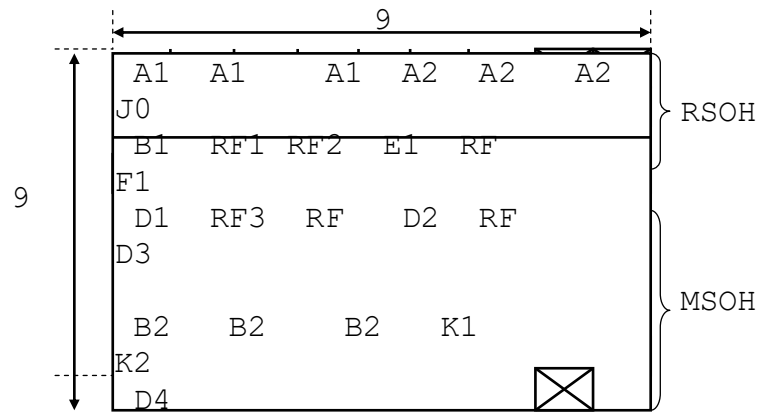 9
A1 A1 A1 A2 A2 A2
J0
RSOH
B1 RF1 RF2 E1 RF
F1
9
D1 RF3 RF D2 RF
D3
MSOH
B2 B2 B2 K1
K2
D4